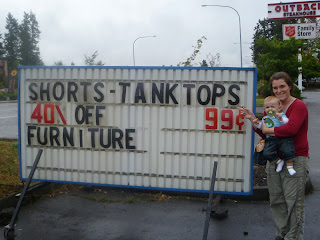 OUTBACK
STEAKHOUSE
Family
Store
SHORTS-TANKTOPS
40% OFF 99¢
FURNITURE